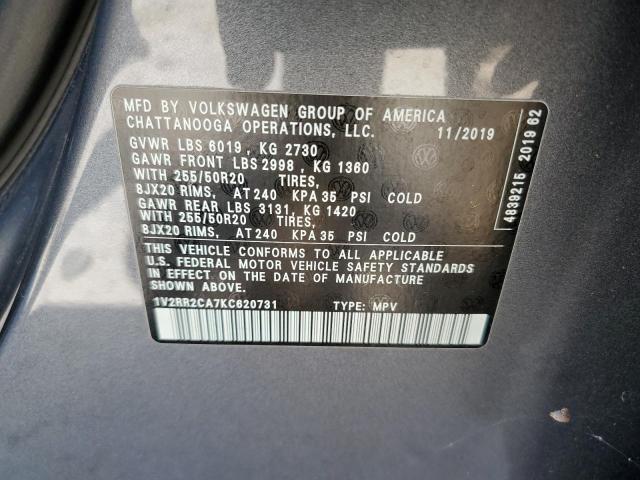 MFD BY VOLKSWAGEN GROUP OF AMERICA
CHATTANOOGA OPERATIONS, LLC. 11/2019
GVWR LBS 6019 , KG 2730
GAWR FRONT LBS 2998 , KG 1360
WITH 255/50R20 TIRES,
8JX20 RIMS, AT 240 KPA 35 PSI COLD
GAWR REAR LBS 3131, KG 1420
WITH 255/50R20 TIRES,
8JX20 RIMS, AT 240 KPA 35 PSI COLD
THIS VEHICLE CONFORMS TO ALL APPLICABLE
U.S. FEDERAL MOTOR VEHICLE SAFETY STANDARDS
IN EFFECT ON THE DATE OF MANUFACTURE
SHOWN ABOVE.
1V2RR2CA7KC620731 TYPE: MPV
4839215 2019 62